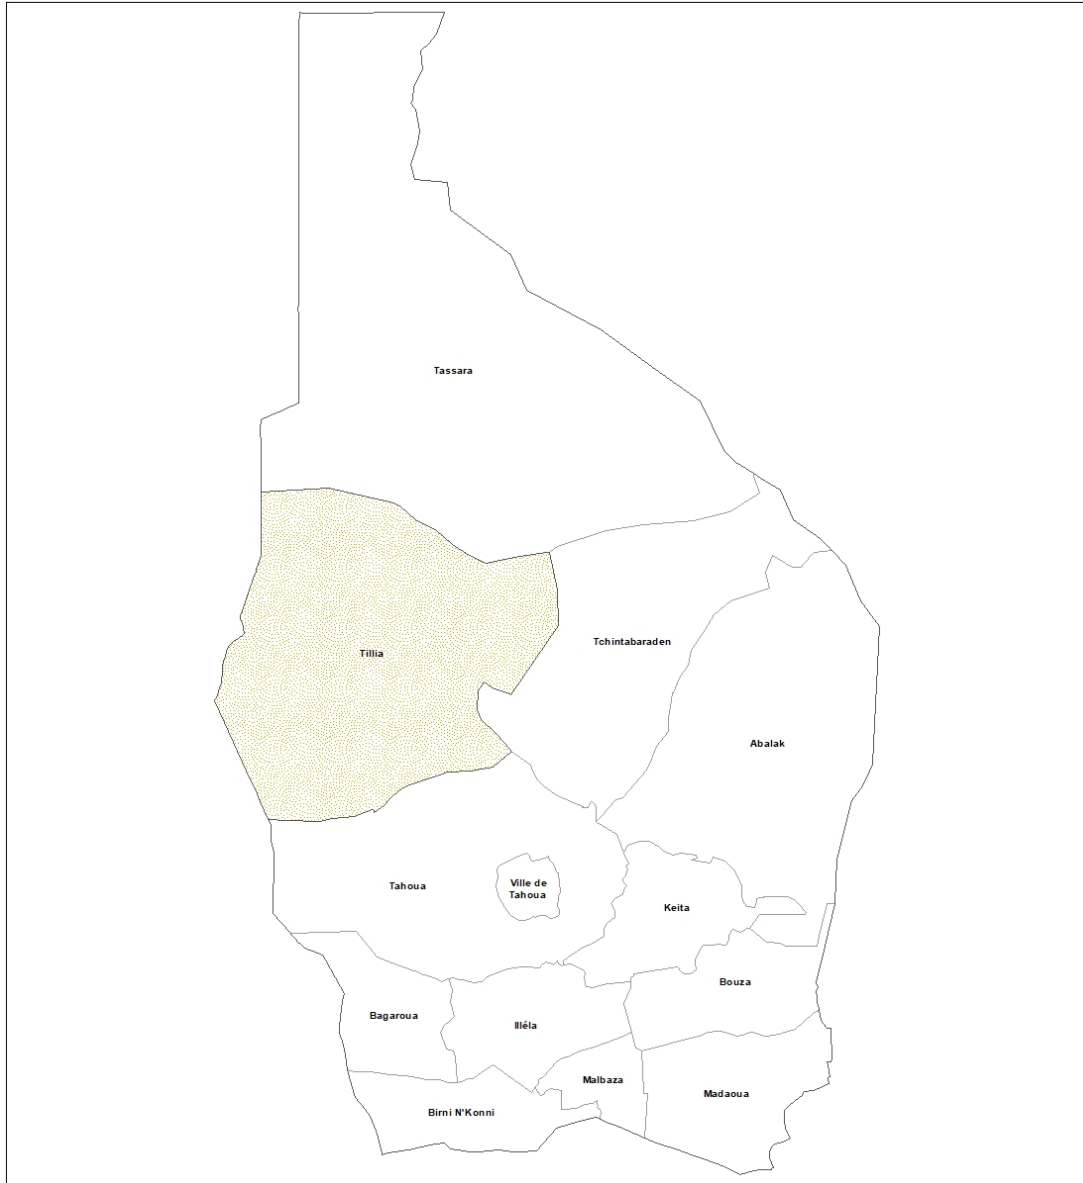 Tassara
Tchintabaraden
Tillia
Abalak
Tahoua
Ville de
Tahoua
Keita
Bouza
Bagaroua
Illéla
Malbaza
Madaoua
Birni N'Konni